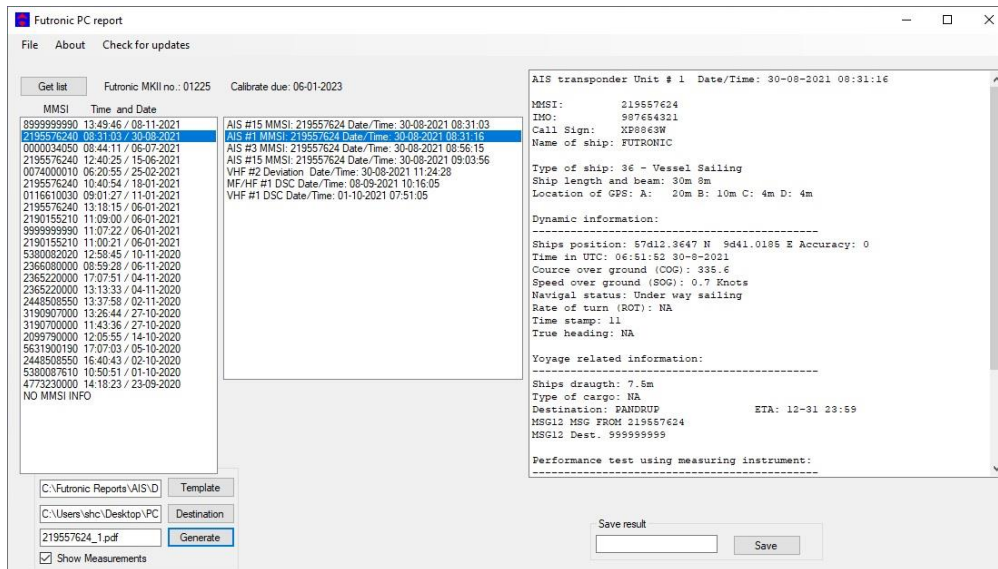 Futronic PC report
File About Check for updates
Get list Futronic MKII no.: 01225 Calibrate due: 06-01-2023
MMSI Time and Date
8999999990 13:49:46 / 08-11-2021
2195576240 08:31:03 / 30-08-2021
0000034050 08:44:11 / 06-07-2021
2195576240 12:40:25 / 15-06-2021
0074000010 06:20:55 / 25-02-2021
2195576240 10:40:54 / 18-01-2021
0116610030 09:01:27 / 11-01-2021
2195576240 13:18:15 / 06-01-2021
2190155210 11:09:00 / 06-01-2021
9999999990 11:07:22 / 06-01-2021
2190155210 11:00:21 / 06-01-2021
5380082020 12:58:45 / 10-11-2020
2366080000 08:59:28 / 06-11-2020
2365220000 17:07:51 / 04-11-2020
2365220000 13:13:33 / 04-11-2020
2448508550 13:37:58 / 02-11-2020
3190907000 13:26:44 / 27-10-2020
3190700000 11:43:36 / 27-10-2020
2099790000 12:05:55 / 14-10-2020
5631900190 17:07:03 / 05-10-2020
2448508550 16:40:43 / 02-10-2020
5380087610 10:50:51 / 01-10-2020
4773230000 14:18:23 / 23-09-2020
NO MMSI INFO
AIS #15 MMSI: 219557624 Date/Time: 30-08-2021 08:31:03
AIS #1 MMSI: 219557624 Date/Time: 30-08-2021 08:31:16
AIS #3 MMSI: 219557624 Date/Time: 30-08-2021 08:56:15
AIS #15 MMSI: 219557624 Date/Time: 30-08-2021 09:03:56
VHF #2 Deviation Date/Time: 30-08-2021 11:24:28
MF/HF #1 DSC Date/Time: 08-09-2021 10:16:05
VHF #1 DSC Date/Time: 01-10-2021 07:51:05
AIS transponder Unit # 1 Date/Time: 30-08-2021 08:31:16
MMSI: 219557624
IMO: 987654321
Call Sign: XP8863W
Name of ship: FUTRONIC
Type of ship: 36 - Vessel Sailing
Ship length and beam: 30m 8m
Location of GPS: A: 20m B: 10m C: 4m D: 4m
Dynamic information:
----------------------------------------------
Ships position: 57d12.3647 N 9d41.0185 E Accuracy: 0
Time in UTC: 06:51:52 30-8-2021
Cource over ground (COG): 335.6
Speed over ground (SOG): 0.7 Knots
Navigal status: Under way sailing
Rate of turn (ROT): NA
Time stamp: 11
True heading: NA
Yoyage related information:
----------------------------------------------
Ships draugth: 7.5m
Type of cargo: NA
Destination: PANDRUP ETA: 12-31 23:59
MSG12 MSG FROM 219557624
MSG12 Dest. 999999999
Performance test using measuring instrument:
----------------------------------------------
C:\Futronic Reports\AIS\D Template
C:\Users\shc\Desktop\PC Destination
219557624_1.pdf Generate
Show Measurements
Save result
Save